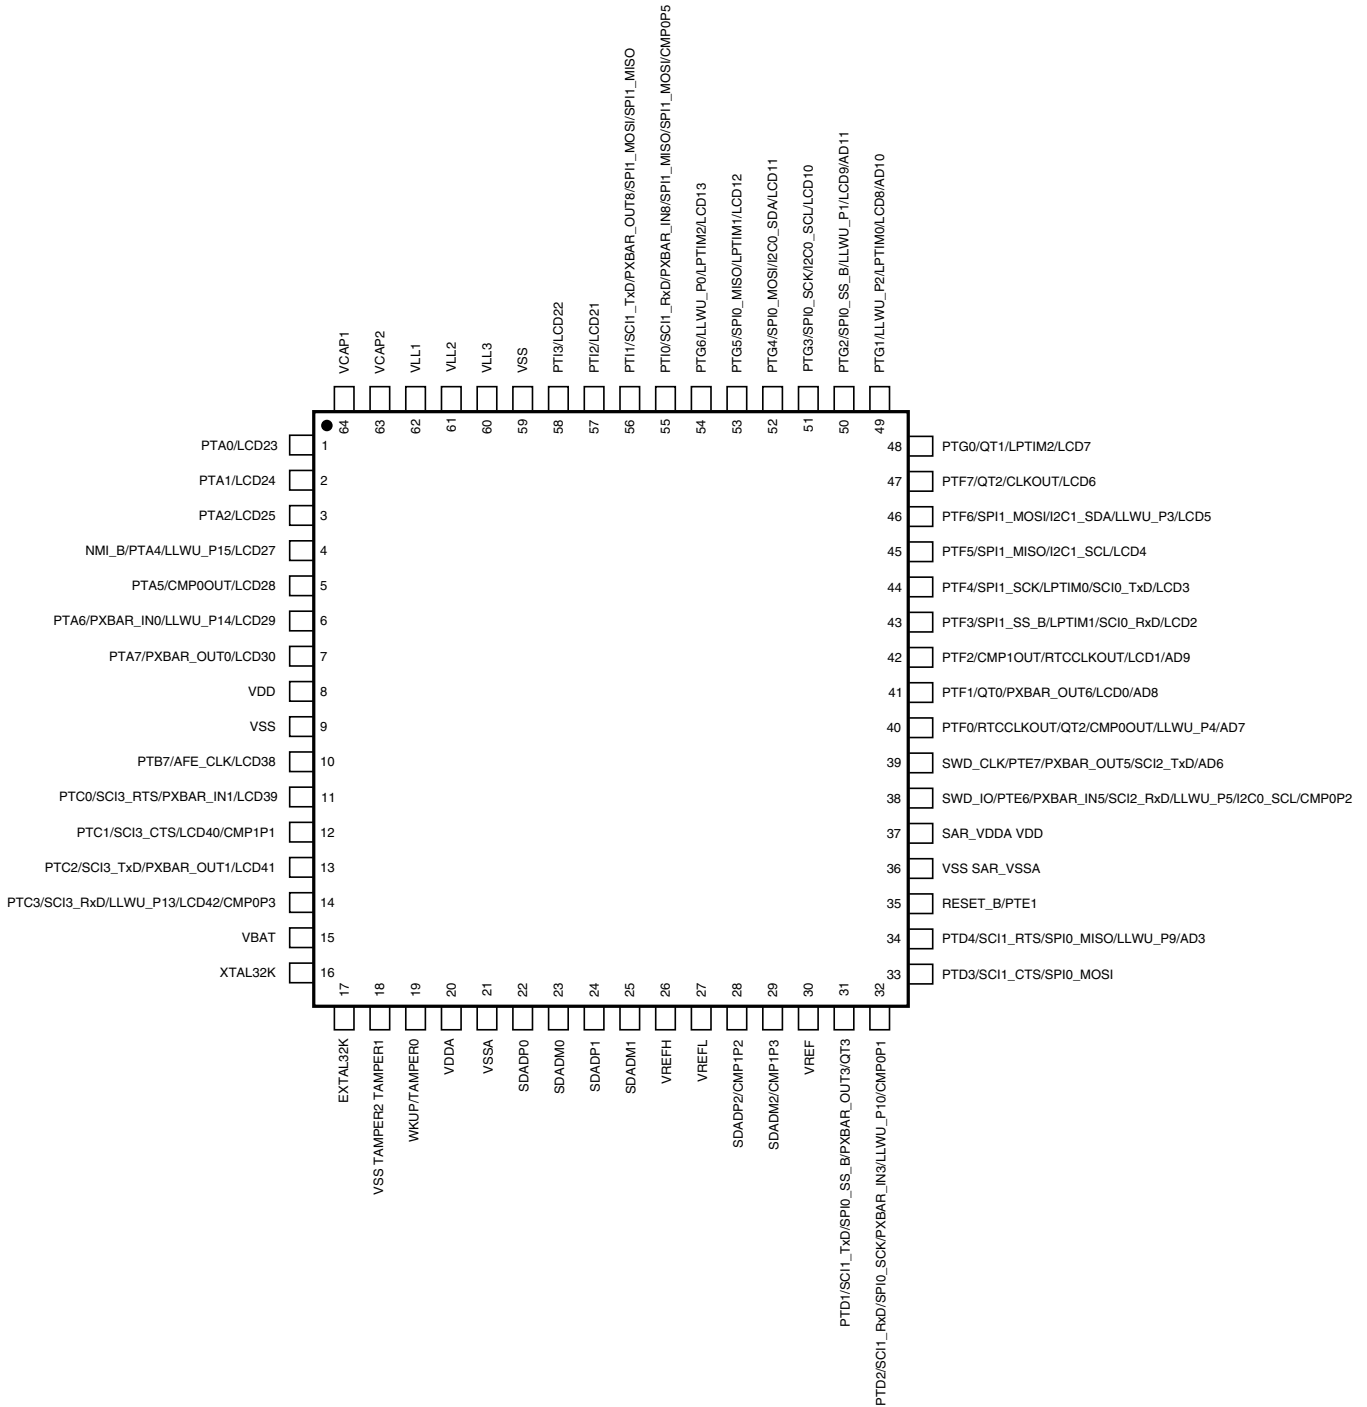 VCAP1
VCAP2
VLL1
VLL2
VLL3
VSS
PTI3/LCD22
PTI2/LCD21
PTI1/SCI1_TxD/PXBAR_OUT8/SPI1_MOSI/SPI1_MISO
PTI0/SCI1_RxD/PXBAR_IN8/SPI1_MISO/SPI1_MOSI/CMP0P5
PTG6/LLWU_P0/LPTIM2/LCD13
PTG5/SPI0_MISO/LPTIM1/LCD12
PTG4/SPI0_MOSI/I2C0_SDA/LCD11
PTG3/SPI0_SCK/I2C0_SCL/LCD10
PTG2/SPI0_SS_B/LLWU_P1/LCD9/AD11
PTG1/LLWU_P2/LPTIM0/LCD8/AD10
64
63
62
61
60
59
58
57
56
55
54
53
52
51
50
49
PTA0/LCD23 1
PTA1/LCD24 2
PTA2/LCD25 3
NMI_B/PTA4/LLWU_P15/LCD27 4
PTA5/CMP0OUT/LCD28 5
PTA6/PXBAR_IN0/LLWU_P14/LCD29 6
PTA7/PXBAR_OUT0/LCD30 7
VDD 8
VSS 9
PTB7/AFE_CLK/LCD38 10
PTC0/SCI3_RTS/PXBAR_IN1/LCD39 11
PTC1/SCI3_CTS/LCD40/CMP1P1 12
PTC2/SCI3_TxD/PXBAR_OUT1/LCD41 13
PTC3/SCI3_RxD/LLWU_P13/LCD42/CMP0P3 14
VBAT 15
XTAL32K 16
48 PTG0/QT1/LPTIM2/LCD7
47 PTF7/QT2/CLKOUT/LCD6
46 PTF6/SPI1_MOSI/I2C1_SDA/LLWU_P3/LCD5
45 PTF5/SPI1_MISO/I2C1_SCL/LCD4
44 PTF4/SPI1_SCK/LPTIM0/SCI0_TxD/LCD3
43 PTF3/SPI1_SS_B/LPTIM1/SCI0_RxD/LCD2
42 PTF2/CMP1OUT/RTCCLKOUT/LCD1/AD9
41 PTF1/QT0/PXBAR_OUT6/LCD0/AD8
40 PTF0/RTCCLKOUT/QT2/CMP0OUT/LLWU_P4/AD7
39 SWD_CLK/PTE7/PXBAR_OUT5/SCI2_TxD/AD6
38 SWD_IO/PTE6/PXBAR_IN5/SCI2_RxD/LLWU_P5/I2C0_SCL/CMP0P2
37 SAR_VDDA VDD
36 VSS SAR_VSSA
35 RESET_B/PTE1
34 PTD4/SCI1_RTS/SPI0_MISO/LLWU_P9/AD3
33 PTD3/SCI1_CTS/SPI0_MOSI
17
18
19
20
21
22
23
24
25
26
27
28
29
30
31
32
EXTAL32K
VSS TAMPER2 TAMPER1
WKUP/TAMPER0
VDDA
VSSA
SDADP0
SDADM0
SDADP1
SDADM1
VREFH
VREFL
SDADP2/CMP1P2
SDADM2/CMP1P3
VREF
PTD1/SCI1_TxD/SPI0_SS_B/PXBAR_OUT3/QT3
PTD2/SCI1_RxD/SPI0_SCK/PXBAR_IN3/LLWU_P10/CMP0P1